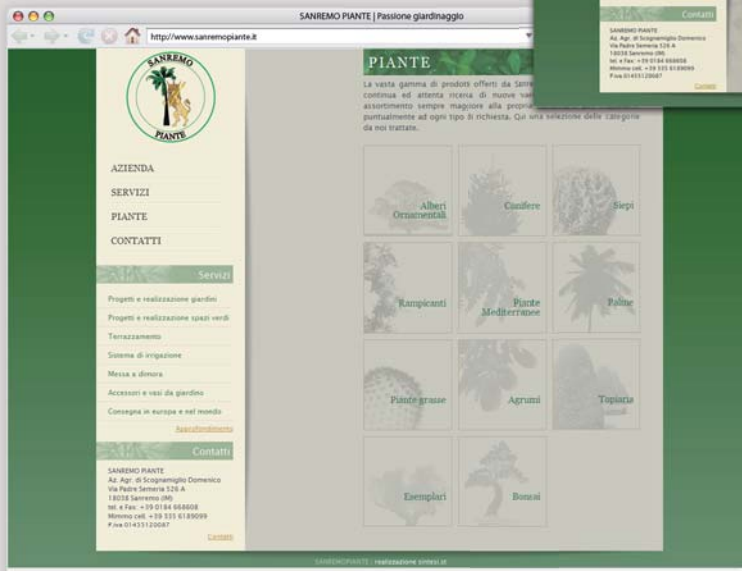 SANREMO PIANTE | Passione giardinaggio
http://www.sanremopiante.it
SANREMO
PIANTE
AZIENDA
SERVIZI
PIANTE
CONTATTI
Servizi
Progetti e realizzazione giardini
Progetti e realizzazione spazi verdi
Terrazzamento
Sistema di irrigazione
Messa a dimora
Accessori e vasi da giardino
Consegna in europa e nel mondo
Approfondimento
Contatti
SANREMO PIANTE
Az. Agr. di Scognamiglio Domenico
Via Padre Semeria 526 A
18038 Sanremo (IM)
tel. e Fax: +39 0184 668608
Mimmo cell. +39 335 6189099
P.iva 01435120087
Contatti
PIANTE
La vasta gamma di prodotti offerti da
continua ed attenta ricerca di nuove
assortimento sempre maggiore alla propria
puntualmente ad ogni tipo di richiesta. Qui una selezione delle categorie
da noi trattate.
Alberi
Ornamentali
Conifere
Siepi
Rampicanti
Piante
Mediterranee
Palme
Piante grasse
Agrumi
Topiaria
Esemplari
Bonsai
SANREMOPIANTE | realizzazione sintesi.it
Contatti
SANREMO PIANTE
Az. Agr. di Scognamiglio Domenico
Via Padre Semeria 526 A
18038 Sanremo (IM)
tel. e Fax: +39 0184 668608
Mimmo cell. +39 335 6189099
P.iva 01435120087
Contatti